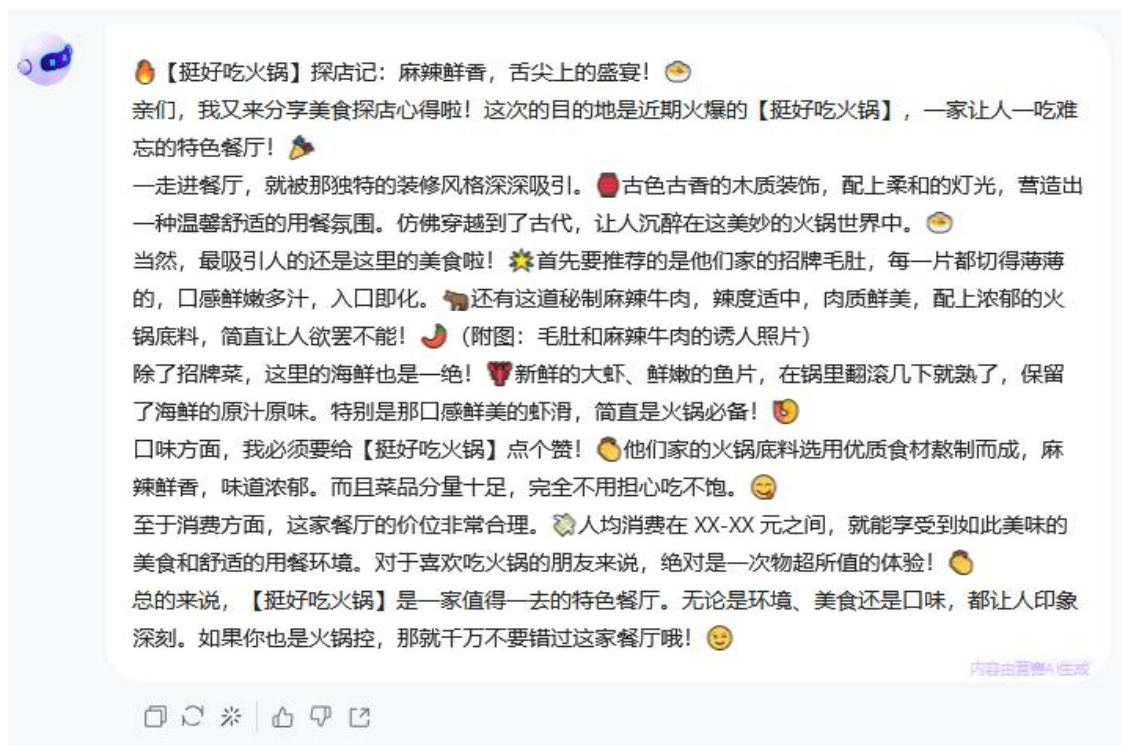 🔥【挺好吃火锅】探店记：麻辣鲜香，舌尖上的盛宴！🍲
亲们，我又来分享美食探店心得啦！这次的目的地是近期火爆的【挺好吃火锅】，一家让人一吃难
忘的特色餐厅！🎉
一走进餐厅，就被那独特的装修风格深深吸引。🏮古色古香的木质装饰，配上柔和的灯光，营造出
一种温馨舒适的用餐氛围。仿佛穿越到了古代，让人沉醉在这美妙的火锅世界中。🍲
当然，最吸引人的还是这里的美食啦！🌟首先要推荐的是他们家的招牌毛肚，每一片都切得薄薄
的，口感鲜嫩多汁，入口即化。🐂还有这道秘制麻辣牛肉，辣度适中，肉质鲜美，配上浓郁的火
锅底料，简直让人欲罢不能！🌶️（附图：毛肚和麻辣牛肉的诱人照片）
除了招牌菜，这里的海鲜也是一绝！🦞新鲜的大虾、鲜嫩的鱼片，在锅里翻滚几下就熟了，保留
了海鲜的原汁原味。特别是那口感鲜美的虾滑，简直是火锅必备！🍤
口味方面，我必须要给【挺好吃火锅】点个赞！👏他们家的火锅底料选用优质食材熬制而成，麻
辣鲜香，味道浓郁。而且菜品分量十足，完全不用担心吃不饱。😋
至于消费方面，这家餐厅的价位非常合理。💸人均消费在 XX-XX 元之间，就能享受到如此美味的
美食和舒适的用餐环境。对于喜欢吃火锅的朋友来说，绝对是一次物超所值的体验！👏
总的来说，【挺好吃火锅】是一家值得一去的特色餐厅。无论是环境、美食还是口味，都让人印象
深刻。如果你也是火锅控，那就千万不要错过这家餐厅哦！😉
内容由营赛AI生成